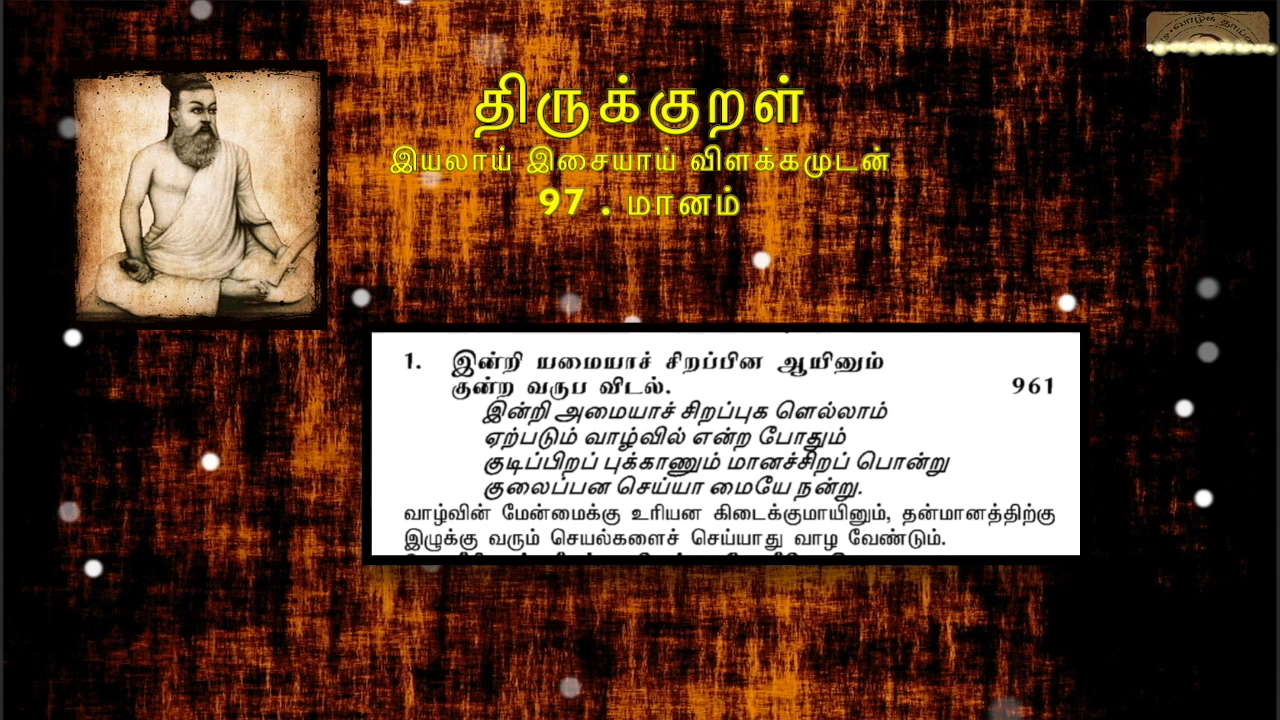 திருக்குறள்
இயலாய் இசையாய் விளக்கமுடன்
97 . மானம்
1. இன்றி யமையாச் சிறப்பின ஆயினும்
குன்ற வருப விடல். 961
இன்றி அமையாச் சிறப்புக ளெல்லாம்
ஏற்படும் வாழ்வில் என்ற போதும்
குடிப்பிறப் புக்காணும் மானச்சிறப் பொன்று
குலைப்பன செய்யா மையே நன்று.
வாழ்வின் மேன்மைக்கு உரியன கிடைக்குமாயினும், தன்மானத்திற்கு
இழுக்கு வரும் செயல்களைச் செய்யாது வாழ வேண்டும்.